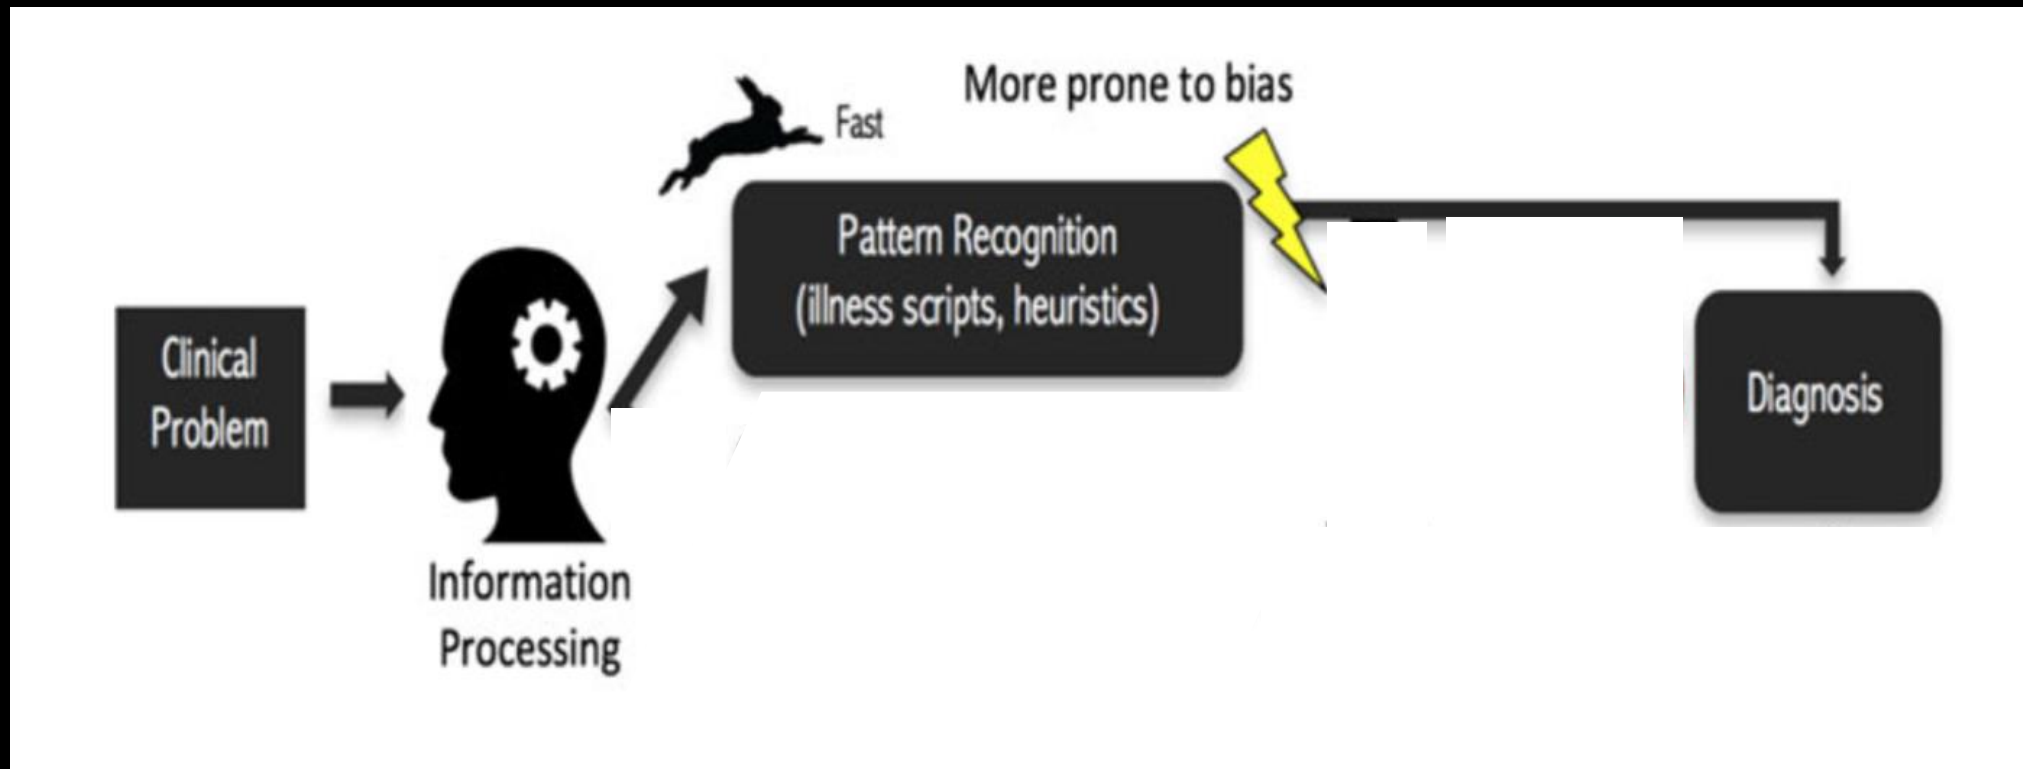 More prone to bias
Fast
Pattern Recognition
(illness scripts, heuristics)
Clinical
Problem
Diagnosis
Information
Processing